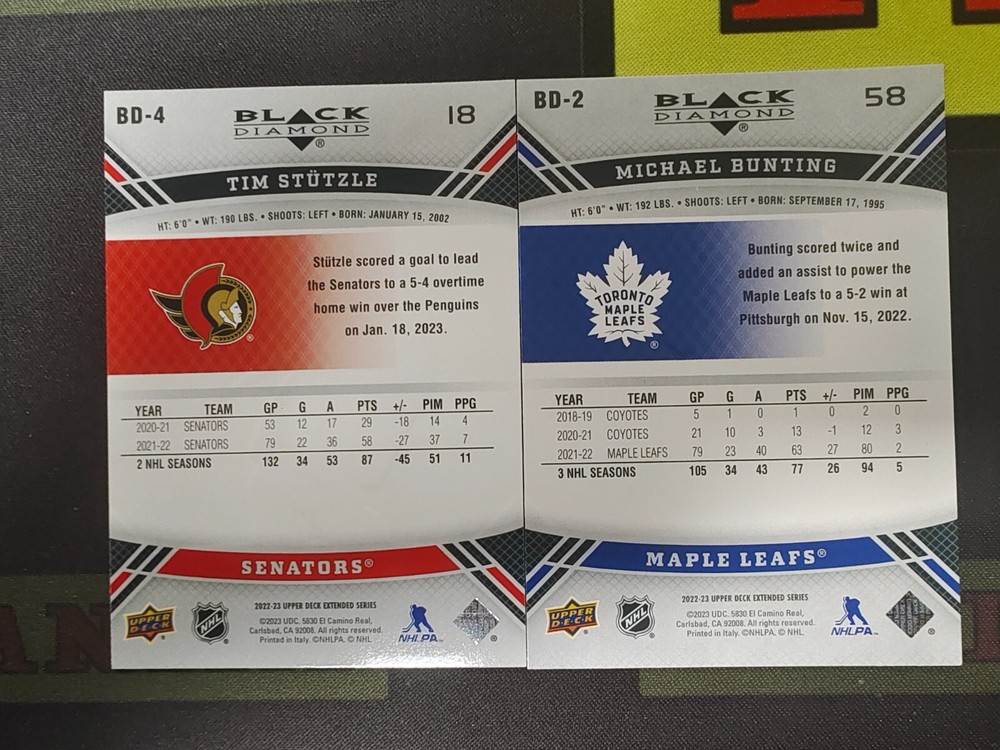 BD-4
BLACK
DIAMOND
®
18
TIM STÜTZLE
HT: 6'0" • WT: 190 LBS. • SHOOTS: LEFT • BORN: JANUARY 15, 2002
Stützle scored a goal to lead
the Senators to a 5-4 overtime
home win over the Penguins
on Jan. 18, 2023.
®
YEAR TEAM GP G A PTS +/- PIM PPG
2020-21 SENATORS 53 12 17 29 -18 14 4
2021-22 SENATORS 79 22 36 58 -27 37 7
2 NHL SEASONS 132 34 53 87 -45 51 11
SENATORS®
2022-23 UPPER DECK EXTENDED SERIES
©2023 UDC. 5830 El Camino Real,
Carlsbad, CA 92008. All rights reserved.
Printed in Italy. ©NHLPA. © NHL.
UPPER
DECK
NHL
®
NHLPA
®
BD-2
BLACK
DIAMOND
®
58
MICHAEL BUNTING
HT: 6'0" • WT: 192 LBS. • SHOOTS: LEFT • BORN: SEPTEMBER 17, 1995
TORONTO
MAPLE
LEAFS
®
Bunting scored twice and
added an assist to power the
Maple Leafs to a 5-2 win at
Pittsburgh on Nov. 15, 2022.
YEAR TEAM GP G A PTS +/- PIM PPG
2018-19 COYOTES 5 1 0 1 0 2 0
2020-21 COYOTES 21 10 3 13 -1 12 3
2021-22 MAPLE LEAFS 79 23 40 63 27 80 2
3 NHL SEASONS 105 34 43 77 26 94 5
MAPLE LEAFS®
2022-23 UPPER DECK EXTENDED SERIES
©2023 UDC. 5830 El Camino Real,
Carlsbad, CA 92008. All rights reserved.
Printed in Italy. ©NHLPA. © NHL.
UPPER
DECK
NHL
®
NHLPA
®